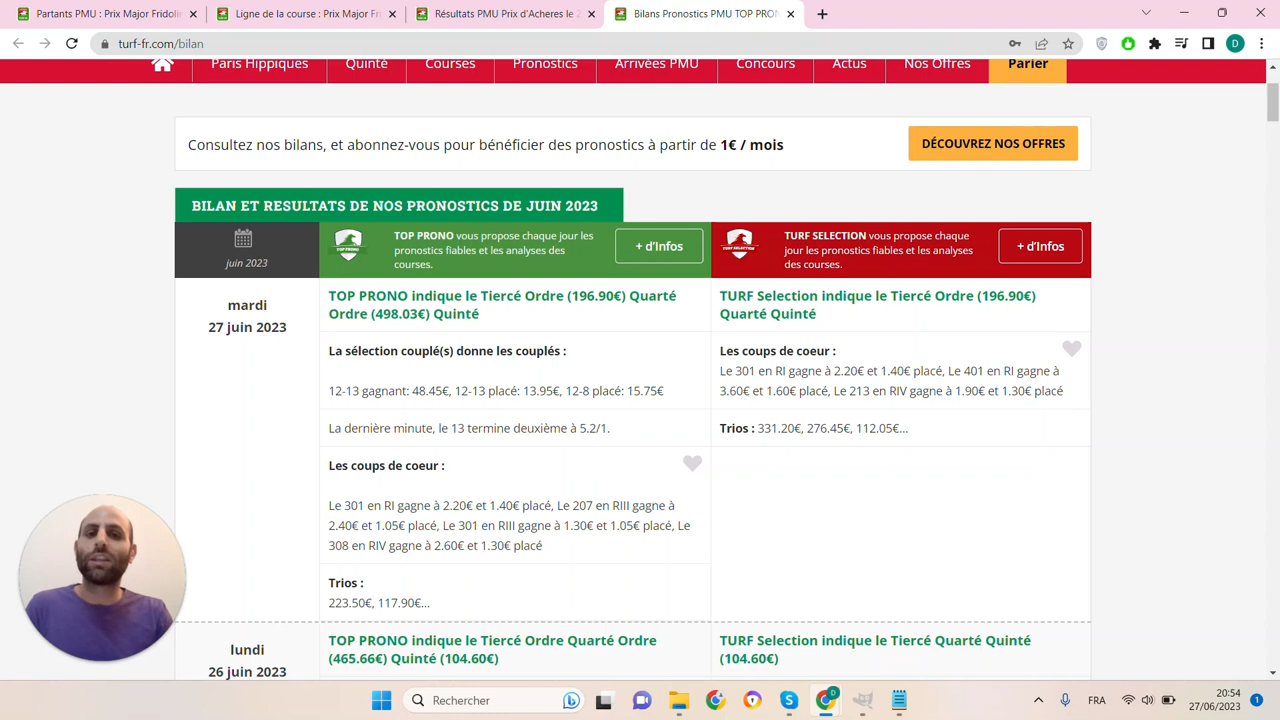 Partants PMU : Prix Major Fridolin
Ligne de la course : Prix Major Fr
Résultats PMU Prix d'Acheres le 2
Bilans Pronostics PMU TOP PRON
turf-fr.com/bilan
D
Paris Hippiques
Quinté
Courses
Pronostics
Arrivées PMU
Concours
Actus
Nos Offres
Parier
Consultez nos bilans, et abonnez-vous pour bénéficier des pronostics à partir de 1€ / mois
DÉCOUVREZ NOS OFFRES
BILAN ET RESULTATS DE NOS PRONOSTICS DE JUIN 2023
juin 2023
TOP PRONO
TOP PRONO vous propose chaque jour les
pronostics fiables et les analyses des
courses.
+ d'Infos
TURF SELECTION
TURF SELECTION vous propose chaque
jour les pronostics fiables et les analyses
des courses.
+ d'Infos
mardi
27 juin 2023
TOP PRONO indique le Tiercé Ordre (196.90€) Quarté
Ordre (498.03€) Quinté
La sélection couplé(s) donne les couplés :
12-13 gagnant: 48.45€, 12-13 placé: 13.95€, 12-8 placé: 15.75€
La dernière minute, le 13 termine deuxième à 5.2/1.
Les coups de coeur :
Le 301 en RI gagne à 2.20€ et 1.40€ placé, Le 207 en RIII gagne à
2.40€ et 1.05€ placé, Le 301 en RIII gagne à 1.30€ et 1.05€ placé, Le
308 en RIV gagne à 2.60€ et 1.30€ placé
Trios :
223.50€, 117.90€...
TURF Selection indique le Tiercé Ordre (196.90€)
Quarté Quinté
Les coups de coeur :
Le 301 en RI gagne à 2.20€ et 1.40€ placé, Le 401 en RI gagne à
3.60€ et 1.60€ placé, Le 213 en RIV gagne à 1.90€ et 1.30€ placé
Trios : 331.20€, 276.45€, 112.05€...
lundi
26 juin 2023
TOP PRONO indique le Tiercé Ordre Quarté Ordre
(465.66€) Quinté (104.60€)
TURF Selection indique le Tiercé Quarté Quinté
(104.60€)
Rechercher
D
FRA
20:54
27/06/2023
1